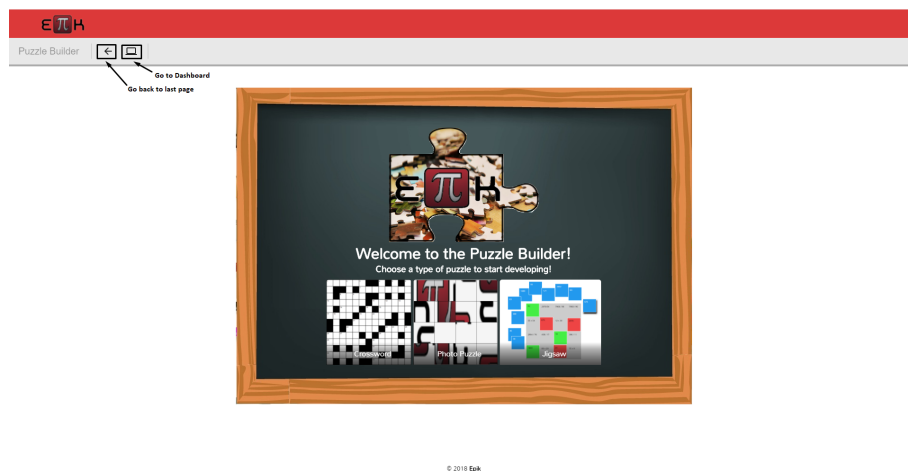 EπK
Puzzle Builder
Go to Dashboard
Go back to last page
EπK
Welcome to the Puzzle Builder!
Choose a type of puzzle to start developing!
Crossword
Photo Puzzle
Jigsaw
© 2018 Epik